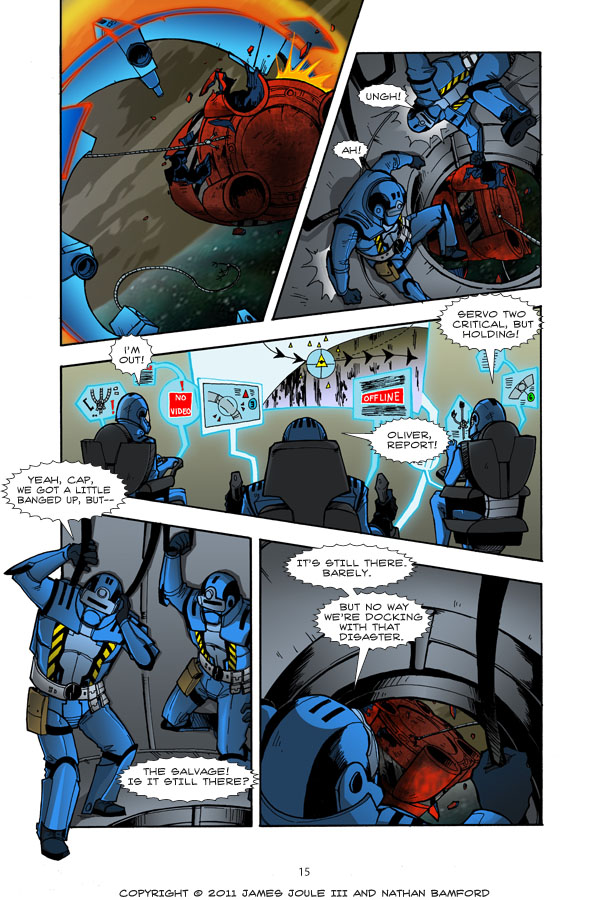 UNGH!
AH!
I'M
OUT!
SERVO TWO
CRITICAL, BUT
HOLDING!
!
NO
VIDEO
!
OFFLINE
OLIVER,
REPORT!
YEAH, CAP,
WE GOT A LITTLE
BANGED UP, BUT--
THE SALVAGE!
IS IT STILL THERE?
IT'S STILL THERE.
BARELY.
BUT NO WAY
WE'RE DOCKING
WITH THAT
DISASTER.
15
COPYRIGHT © 2011 JAMES JOULE III AND NATHAN BAMFORD